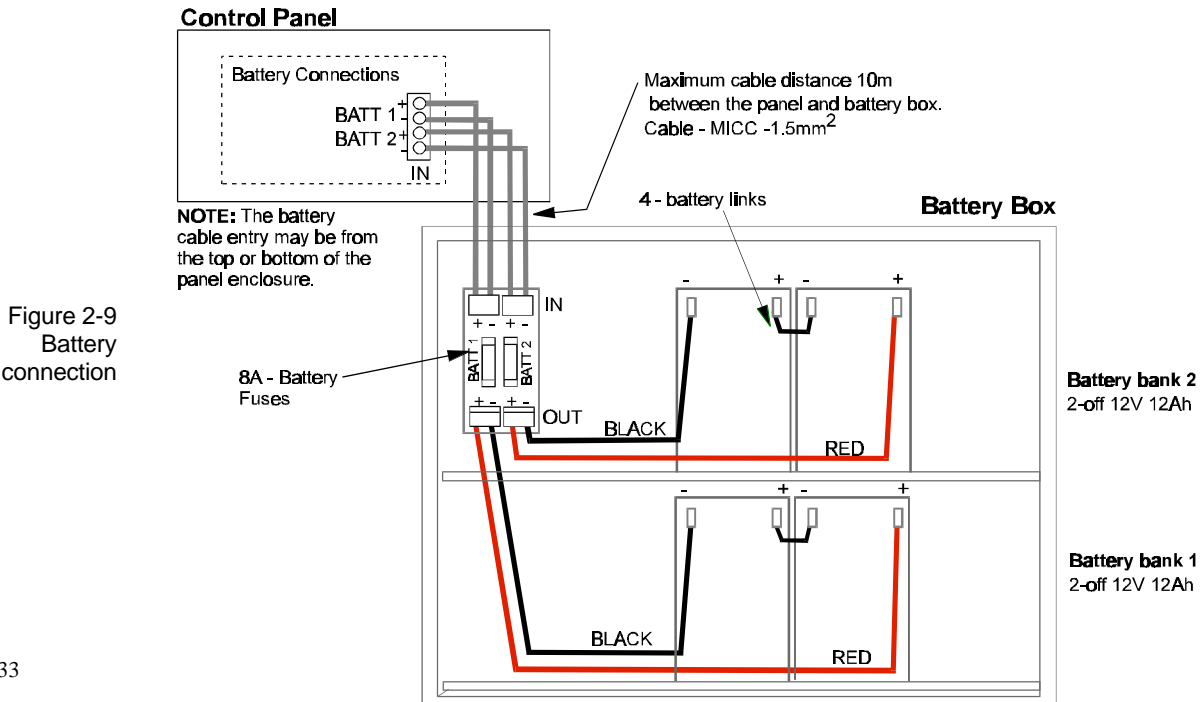 Control Panel
Battery Connections
BATT 1
+
-
BATT 2
+
-
IN
Maximum cable distance 10m
between the panel and battery box.
Cable - MICC -1.5mm2
NOTE: The battery
cable entry may be from
the top or bottom of the
panel enclosure.
4 - battery links
Battery Box
Figure 2-9
Battery
connection
8A - Battery
Fuses
IN
+ - + -
BATT 1
BATT 2
+ - + -
OUT
BLACK
RED
- + - +
Battery bank 2
2-off 12V 12Ah
- + - +
BLACK
RED
Battery bank 1
2-off 12V 12Ah
33